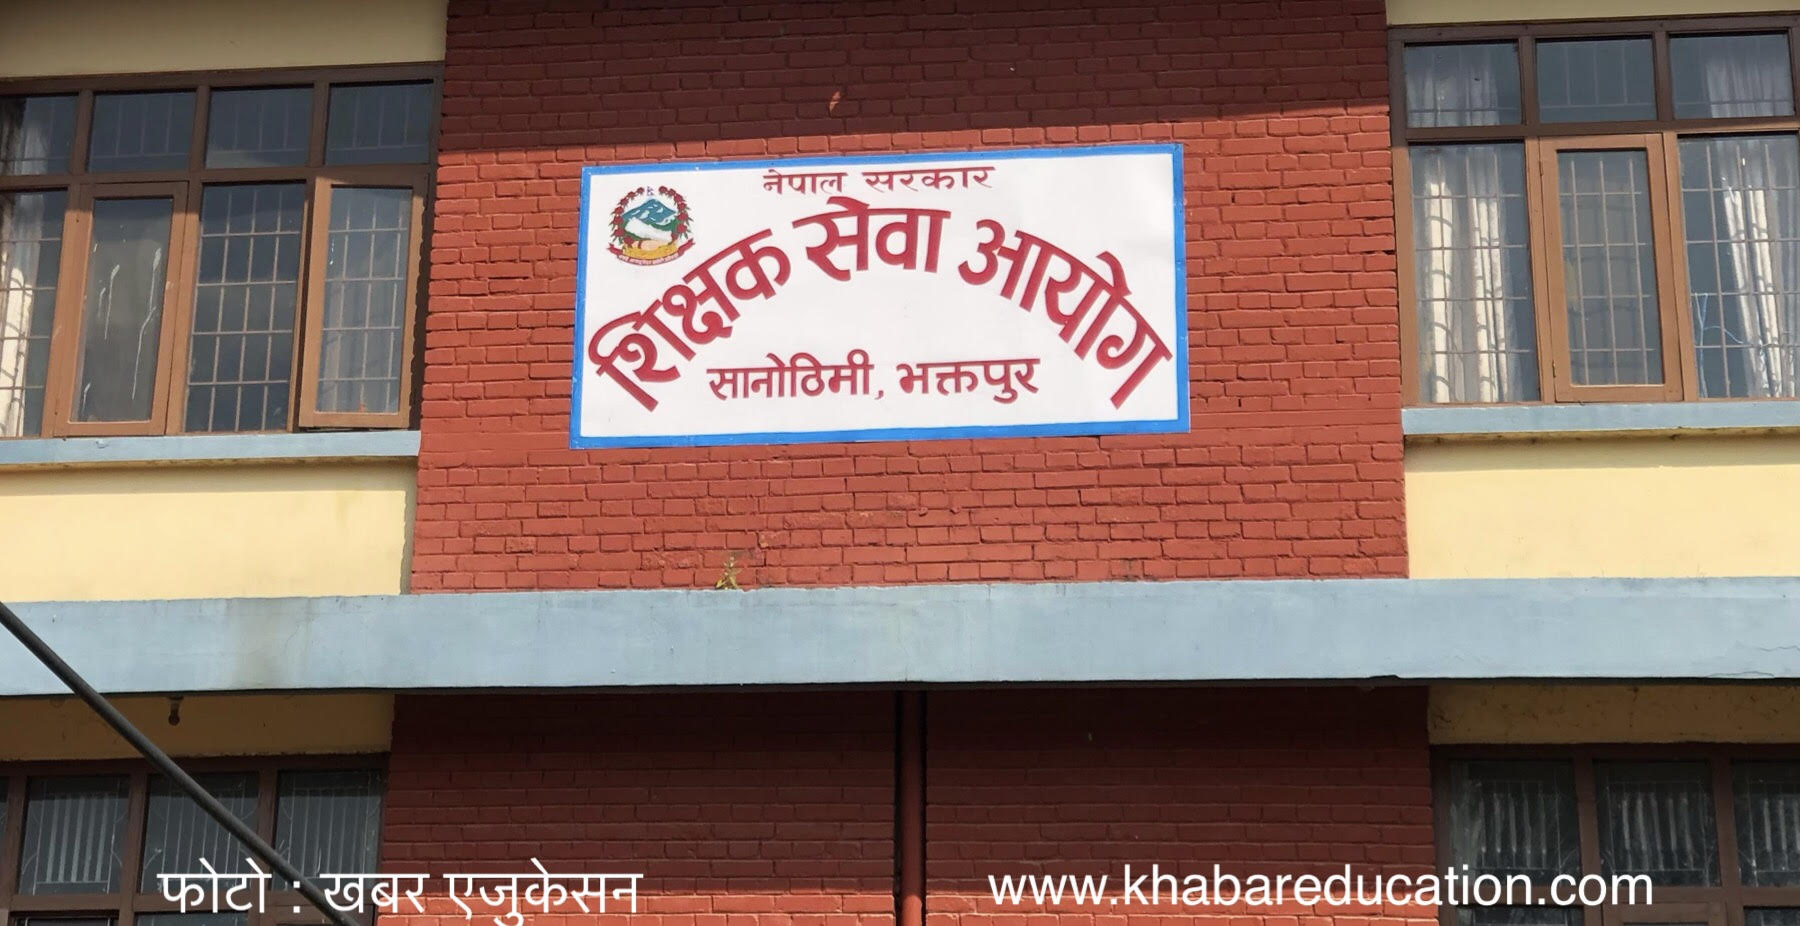 नेपाल सरकार
शिक्षक सेवा आयोग
सानोठिमी, भक्तपुर
फोटो : खबर एजुकेसन
www.khabareducation.com